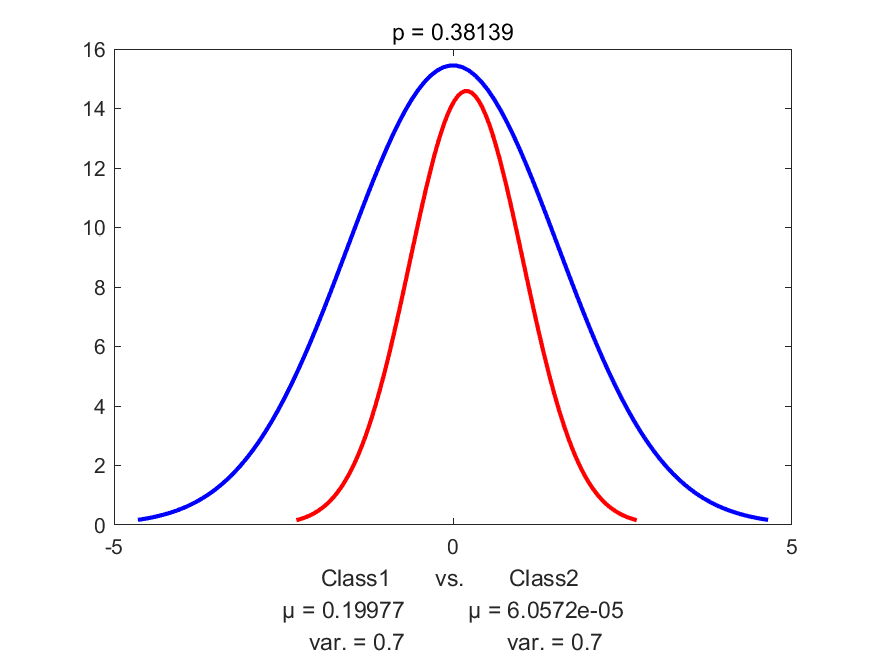 p = 0.38139
16
14
12
10
8
6
4
2
0
-5 0 5
Class1 vs. Class2
μ = 0.19977 μ = 6.0572e-05
var. = 0.7 var. = 0.7